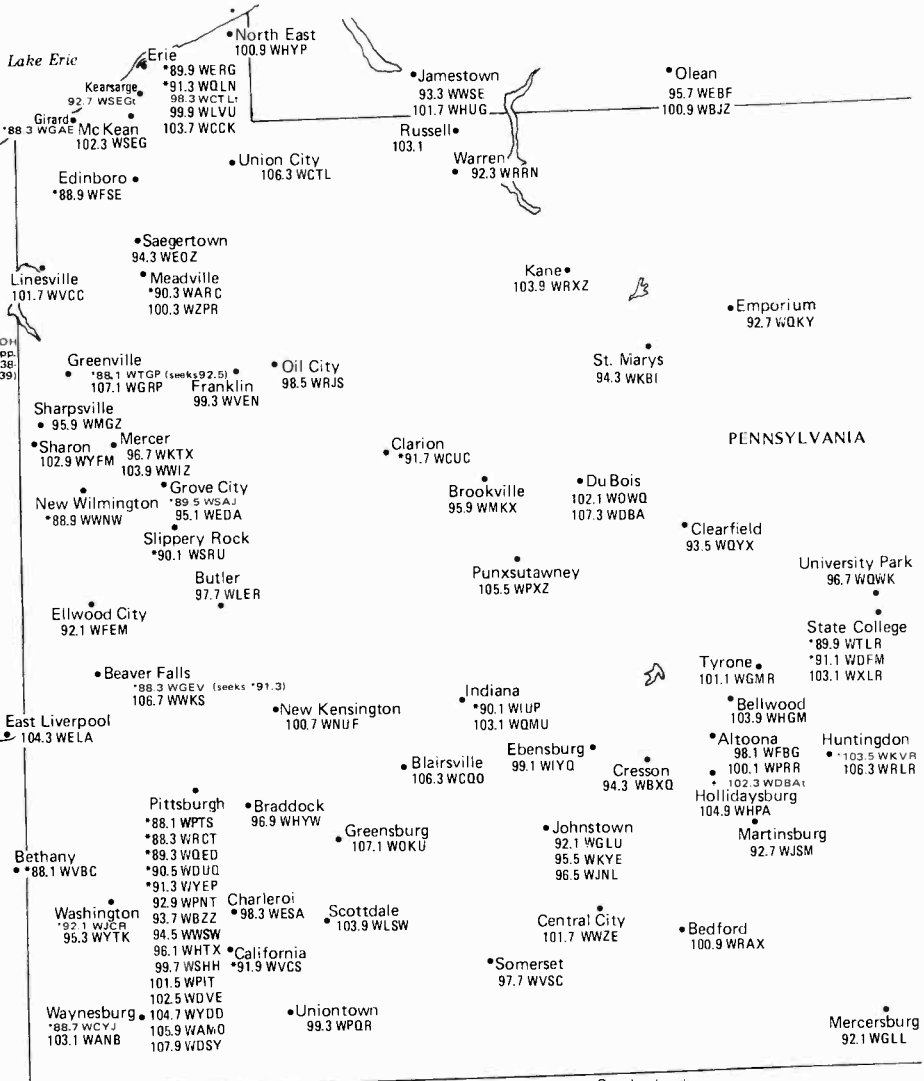 North East
100.9 WHYP
Lake Erie
Erie
*89.9 WERG
*91.3 WQLN
98.3 WCTLt
99.9 WLVU
103.7 WCCK
Kearsarge
92.7 WSEGt
Girard
*88.3 WGAE
McKean
102.3 WSEG
Jamestown
93.3 WWSE
101.7 WHUG
Olean
95.7 WEBF
100.9 WBJZ
Russell
103.1
Warren
92.3 WRRN
Union City
106.3 WCTL
Edinboro
*88.9 WFSE
Saegertown
94.3 WEOZ
Linesville
101.7 WVCC
Meadville
*90.3 WARC
100.3 WZPR
Kane
103.9 WRXZ
Emporium
92.7 WQKY
OH
pp.
38-
39)
Greenville
*88.1 WTGP (seeks 92.5)
107.1 WGRP
Franklin
99.3 WVEN
Oil City
98.5 WRJS
St. Marys
94.3 WKBI
Sharpsville
95.9 WMGZ
Sharon
102.9 WYFM
Mercer
96.7 WKTX
103.9 WWIZ
Clarion
*91.7 WCUC
PENNSYLVANIA
New Wilmington
*88.9 WWNW
Grove City
*89.5 WSAJ
95.1 WEDA
Brookville
95.9 WMKX
Du Bois
102.1 WOWQ
107.3 WDBA
Slippery Rock
*90.1 WSRU
Clearfield
93.5 WQYX
Butler
97.7 WLER
Punxsutawney
105.5 WPXZ
University Park
96.7 WQWK
Ellwood City
92.1 WFEM
State College
*89.9 WTLR
*91.1 WDFM
103.1 WXLR
Beaver Falls
*88.3 WGEV (seeks *91.3)
106.7 WWKS
Tyrone
101.1 WGMR
East Liverpool
104.3 WELA
New Kensington
100.7 WNUF
Indiana
*90.1 WIUP
103.1 WQMU
Bellwood
103.9 WHGM
Blairsville
106.3 WCQO
Ebensburg
99.1 WIYQ
Cresson
94.3 WBXQ
Altoona
98.1 WFBG
100.1 WPRR
102.3 WDBAt
Huntingdon
*103.5 WKVR
106.3 WRLR
Hollidaysburg
104.9 WHPA
Pittsburgh
*88.1 WPTS
*88.3 WRCT
*89.3 WQED
*90.5 WDUQ
*91.3 WYEP
92.9 WPNT
93.7 WBZZ
94.5 WWSW
96.1 WHTX
99.7 WSHH
101.5 WPIT
102.5 WDVE
104.7 WYDD
105.9 WAMO
107.9 WDSY
Braddock
96.9 WHYW
Greensburg
107.1 WOKU
Johnstown
92.1 WGLU
95.5 WKYE
96.5 WJNL
Martinsburg
92.7 WJSM
Bethany
*88.1 WVBC
Washington
*92.1 WJCR
95.3 WYTK
Charleroi
98.3 WESA
Scottdale
103.9 WLSW
Central City
101.7 WWZE
Bedford
100.9 WRAX
California
*91.9 WVCS
Somerset
97.7 WVSC
Waynesburg
*88.7 WCYJ
103.1 WANB
Uniontown
99.3 WPQR
Mercersburg
92.1 WGLL